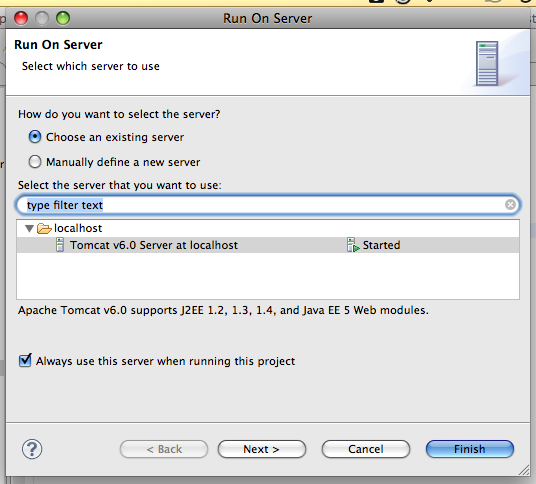 Run On Server
Run On Server
Select which server to use
How do you want to select the server?
Choose an existing server
Manually define a new server
Select the server that you want to use:
type filter text
localhost
Tomcat v6.0 Server at localhost Started
Apache Tomcat v6.0 supports J2EE 1.2, 1.3, 1.4, and Java EE 5 Web modules.
Always use this server when running this project
? < Back Next > Cancel Finish